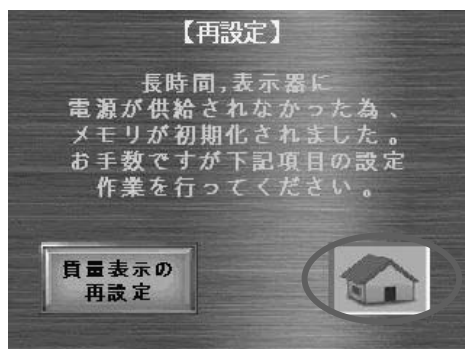 【再設定】
長時間,表示器に
電源が供給されなかった為、
メモリが初期化されました。
お手数ですが下記項目の設定
作業を行ってください。
質量表示の
再設定